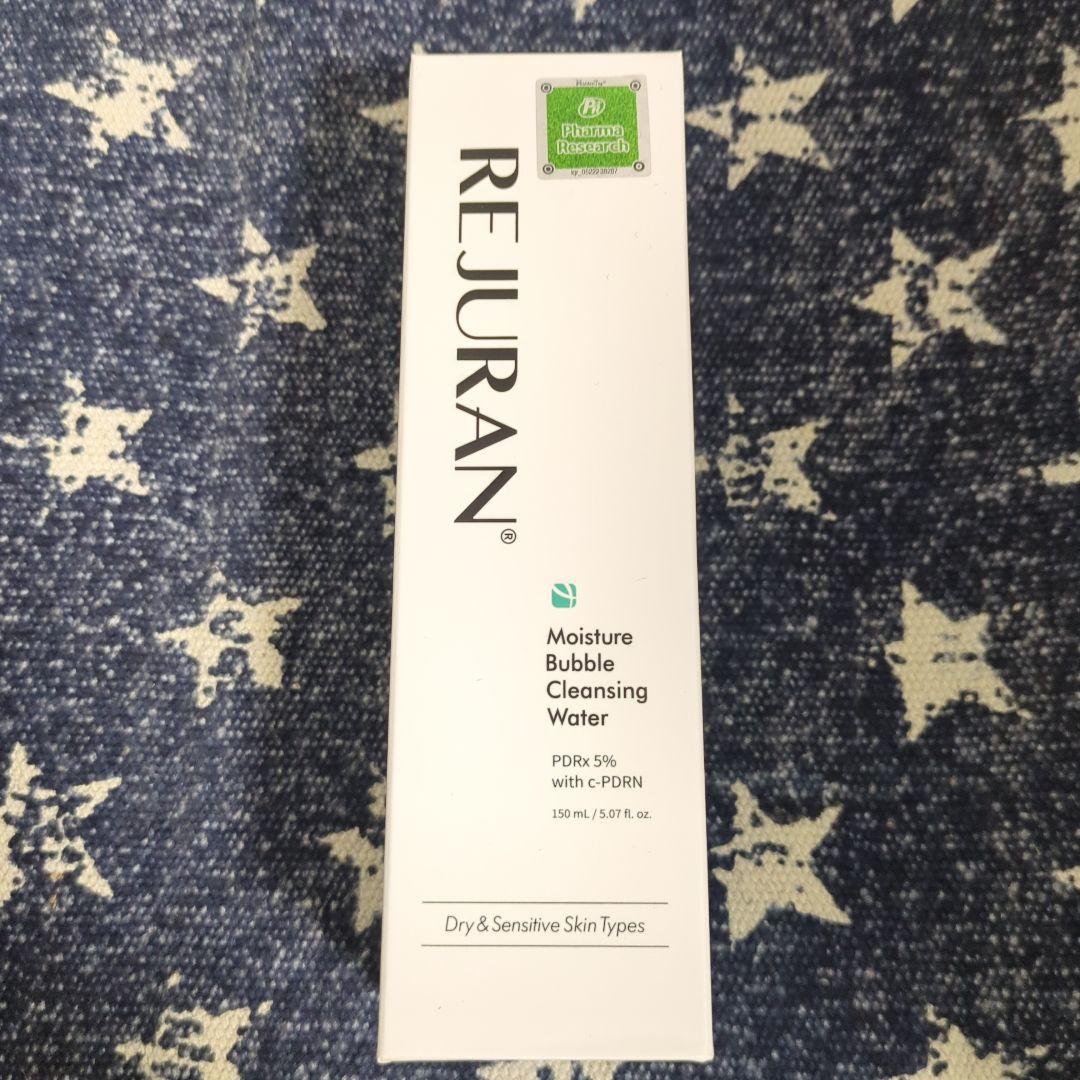 Pharma
Research
REJURAN®
Moisture
Bubble
Cleansing
Water
PDRx 5%
with c-PDRN
150 mL / 5.07 fl. oz.
Dry & Sensitive Skin Types